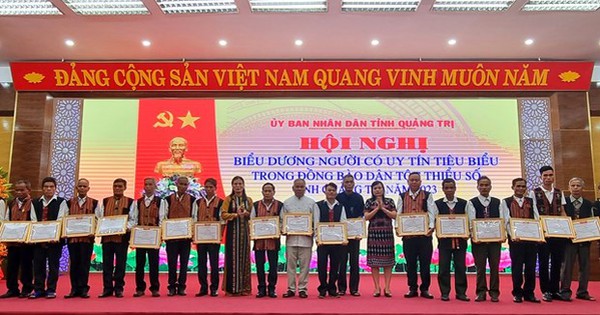 ĐẢNG CỘNG SẢN VIỆT NAM QUANG VINH MUÔN NĂM
ỦY BAN NHÂN DÂN TỈNH QUẢNG TRỊ
HỘI NGHỊ
BIỂU DƯƠNG NGƯỜI CÓ UY TÍN TIÊU BIỂU
TRONG ĐỒNG BÀO DÂN TỘC THIỂU SỐ